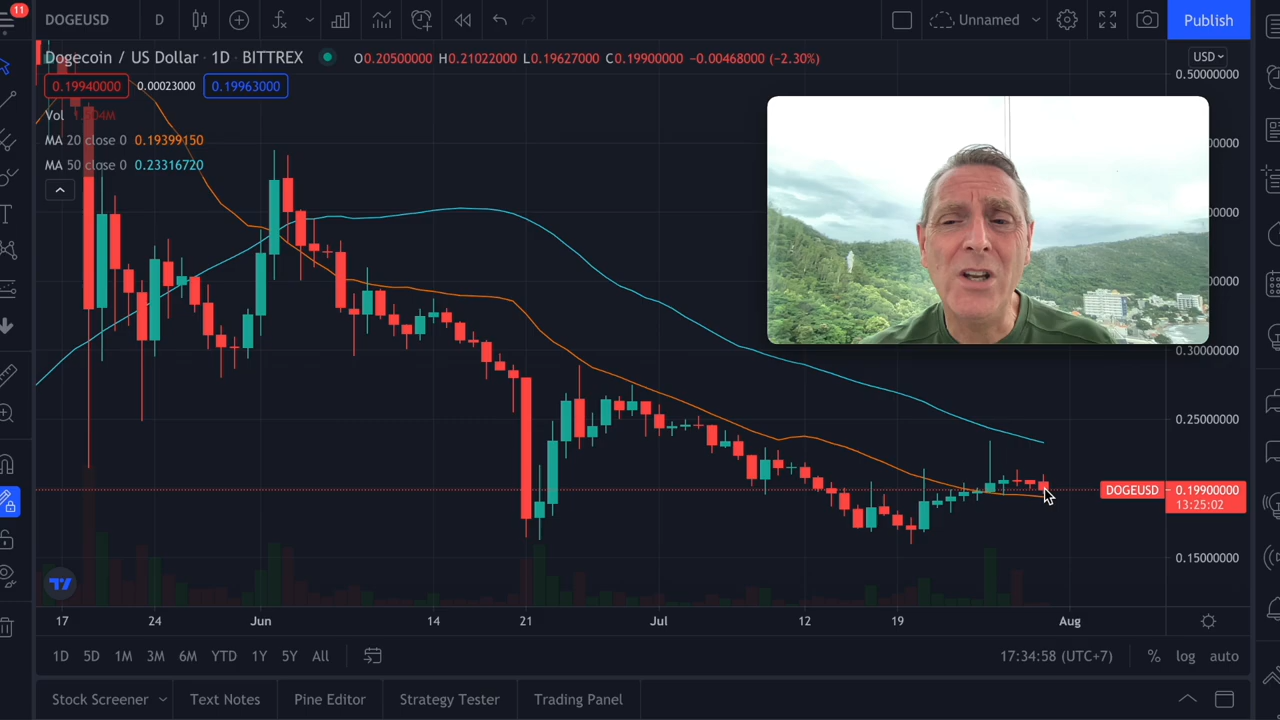 11
DOGEUSD
D
Unnamed
Publish
Dogecoin / US Dollar · 1D · BITTREX
O0.20500000 H0.21022000 L0.19627000 C0.19900000 -0.00468000 (-2.30%)
USD
0.19940000 0.00023000 0.19963000
0.50000000
Vol 1.504M
MA 20 close 0 0.19399150
MA 50 close 0 0.23316720
0.30000000
0.25000000
DOGEUSD 0.19900000
13:25:02
0.15000000
17 24 Jun 14 21 Jul 12 19 Aug
1D 5D 1M 3M 6M YTD 1Y 5Y All
17:34:58 (UTC+7) % log auto
Stock Screener Text Notes Pine Editor Strategy Tester Trading Panel